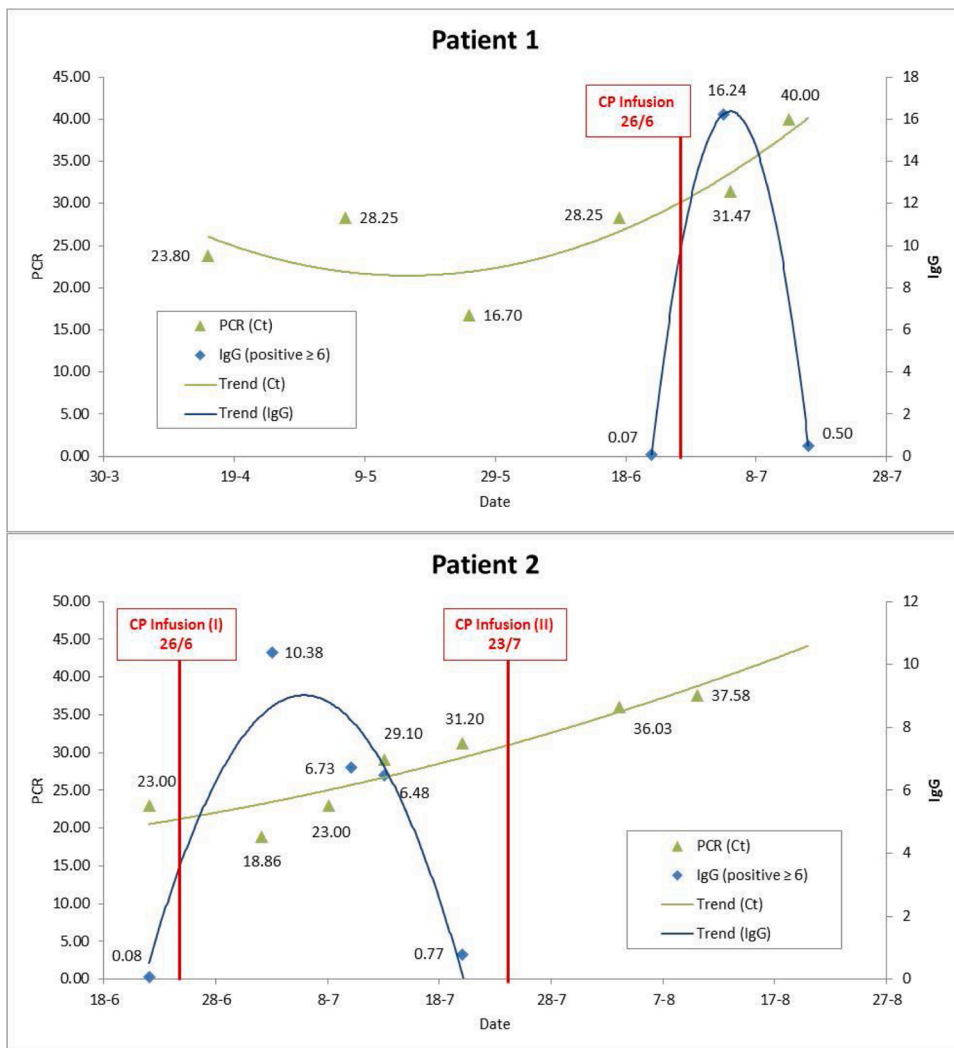 Patient 1
45.00
40.00
35.00
30.00
25.00
20.00
15.00
10.00
5.00
0.00
PCR
18
16
14
12
10
8
6
4
2
0
IgG
CP Infusion
26/6
16.24
40.00
23.80
28.25
28.25
31.47
16.70
0.07
0.50
PCR (Ct)
IgG (positive ≥ 6)
Trend (Ct)
Trend (IgG)
30-3 19-4 9-5 29-5 18-6 8-7 28-7
Date
Patient 2
50.00
45.00
40.00
35.00
30.00
25.00
20.00
15.00
10.00
5.00
0.00
PCR
12
10
8
6
4
2
0
IgG
CP Infusion (I)
26/6
CP Infusion (II)
23/7
10.38
29.10
31.20
37.58
36.03
23.00
6.73
6.48
18.86
23.00
0.08
0.77
PCR (Ct)
IgG (positive ≥ 6)
Trend (Ct)
Trend (IgG)
18-6 28-6 8-7 18-7 28-7 7-8 17-8 27-8
Date